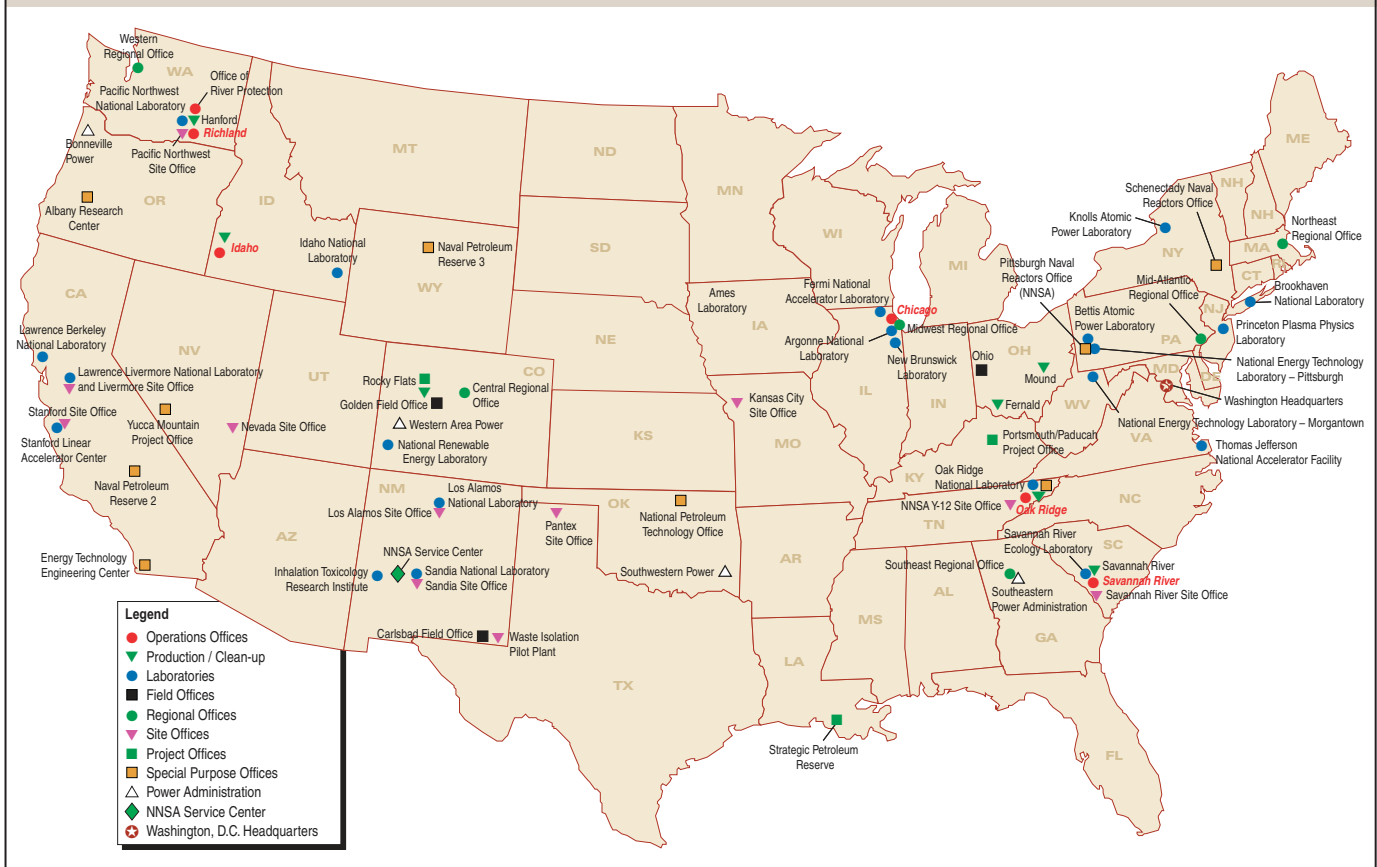 Western
Regional Office
WA
Office of
River Protection
Pacific Northwest
National Laboratory
Hanford
Richland
Bonneville
Power
Pacific Northwest
Site Office
MT
ND
ME
MN
OR
ID
Albany Research
Center
Idaho
Idaho National
Laboratory
Naval Petroleum
Reserve 3
SD
WI
MI
Schenectady Naval
Reactors Office
NH
NH
Knolls Atomic
Power Laboratory
Northeast
Regional Office
NY
MA
RI
CT
Pittsburgh Naval
Reactors Office
(NNSA)
Mid-Atlantic
Regional Office
Brookhaven
National Laboratory
CA
WY
Ames
Laboratory
IA
Fermi National
Accelerator Laboratory
Chicago
Midwest Regional Office
Argonne National
Laboratory
New Brunswick
Laboratory
Bettis Atomic
Power Laboratory
NJ
PA
Princeton Plasma Physics
Laboratory
Lawrence Berkeley
National Laboratory
NV
NE
Ohio
OH
Mound
National Energy Technology
Laboratory – Pittsburgh
MD
DE
Washington Headquarters
Lawrence Livermore National Laboratory
and Livermore Site Office
UT
CO
Rocky Flats
Central Regional
Office
Golden Field Office
Western Area Power
National Renewable
Energy Laboratory
Kansas City
Site Office
IL
IN
Fernald
WV
National Energy Technology Laboratory – Morgantown
VA
Stanford Site Office
Stanford Linear
Accelerator Center
Yucca Mountain
Project Office
Nevada Site Office
KS
MO
Portsmouth/Paducah
Project Office
Thomas Jefferson
National Accelerator Facility
Naval Petroleum
Reserve 2
NM
Los Alamos
National Laboratory
Los Alamos Site Office
OK
Pantex
Site Office
National Petroleum
Technology Office
KY
Oak Ridge
National Laboratory
NNSA Y-12 Site Office
Oak Ridge
TN
NC
AZ
AR
Savannah River
Ecology Laboratory
SC
Energy Technology
Engineering Center
NNSA Service Center
Inhalation Toxicology
Research Institute
Sandia National Laboratory
Sandia Site Office
Southwestern Power
Southeast Regional Office
Southeastern
Power Administration
Savannah River
Savannah River
Savannah River Site Office
AL
MS
GA
Carlsbad Field Office
Waste Isolation
Pilot Plant
LA
TX
Strategic Petroleum
Reserve
FL
Legend
Operations Offices
Production / Clean-up
Laboratories
Field Offices
Regional Offices
Site Offices
Project Offices
Special Purpose Offices
Power Administration
NNSA Service Center
Washington, D.C. Headquarters